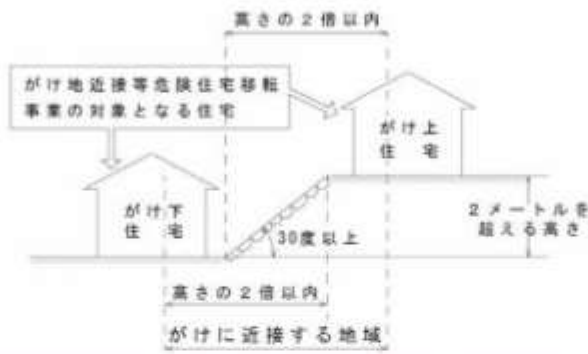 高さの２倍以内
がけ地近接等危険住宅移転
事業の対象となる住宅
がけ上
住　宅
がけ下
住　宅
30度以上
２メートルを
超える高さ
高さの２倍以内
がけに近接する地域